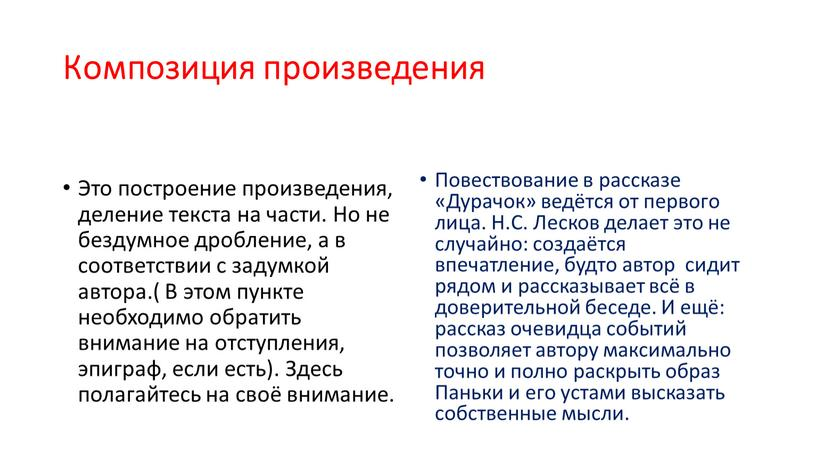 Композиция произведения
• Это построение произведения,
деление текста на части. Но не
бездумное дробление, а в
соответствии с задумкой
автора.( В этом пункте
необходимо обратить
внимание на отступления,
эпиграф, если есть). Здесь
полагайтесь на своё внимание.
• Повествование в рассказе
«Дурачок» ведётся от первого
лица. Н.С. Лесков делает это не
случайно: создаётся
впечатление, будто автор  сидит
рядом и рассказывает всё в
доверительной беседе. И ещё:
рассказ очевидца событий
позволяет автору максимально
точно и полно раскрыть образ
Паньки и его устами высказать
собственные мысли.